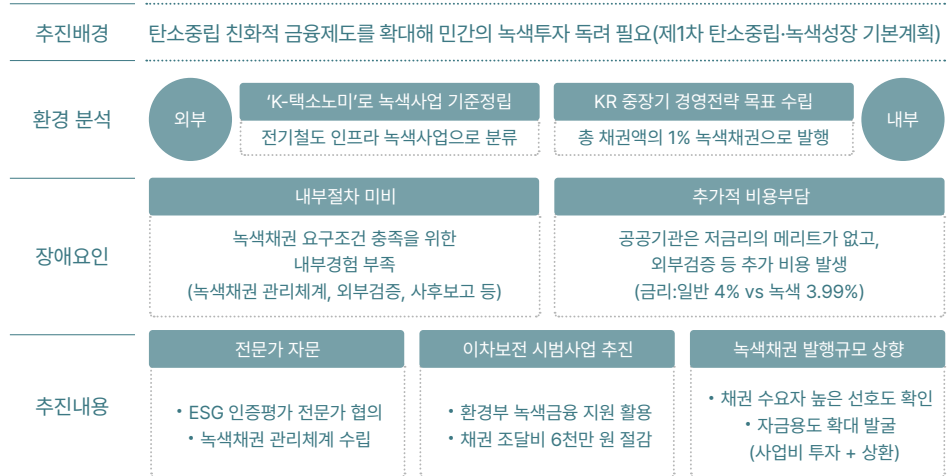 추진배경
탄소중립 친화적 금융제도를 확대해 민간의 녹색투자 독려 필요(제1차 탄소중립·녹색성장 기본계획)
환경 분석
외부
‘K-택소노미’로 녹색사업 기준정립
전기철도 인프라 녹색사업으로 분류
KR 중장기 경영전략 목표 수립
총 채권액의 1% 녹색채권으로 발행
내부
장애요인
내부절차 미비
녹색채권 요구조건 충족을 위한
내부경험 부족
(녹색채권 관리체계, 외부검증, 사후보고 등)
추가적 비용부담
공공기관은 저금리의 메리트가 없고,
외부검증 등 추가 비용 발생
(금리:일반 4% vs 녹색 3.99%)
추진내용
전문가 자문
• ESG 인증평가 전문가 협의
• 녹색채권 관리체계 수립
이차보전 시범사업 추진
• 환경부 녹색금융 지원 활용
• 채권 조달비 6천만 원 절감
녹색채권 발행규모 상향
• 채권 수요자 높은 선호도 확인
• 자금용도 확대 발굴
(사업비 투자 + 상환)